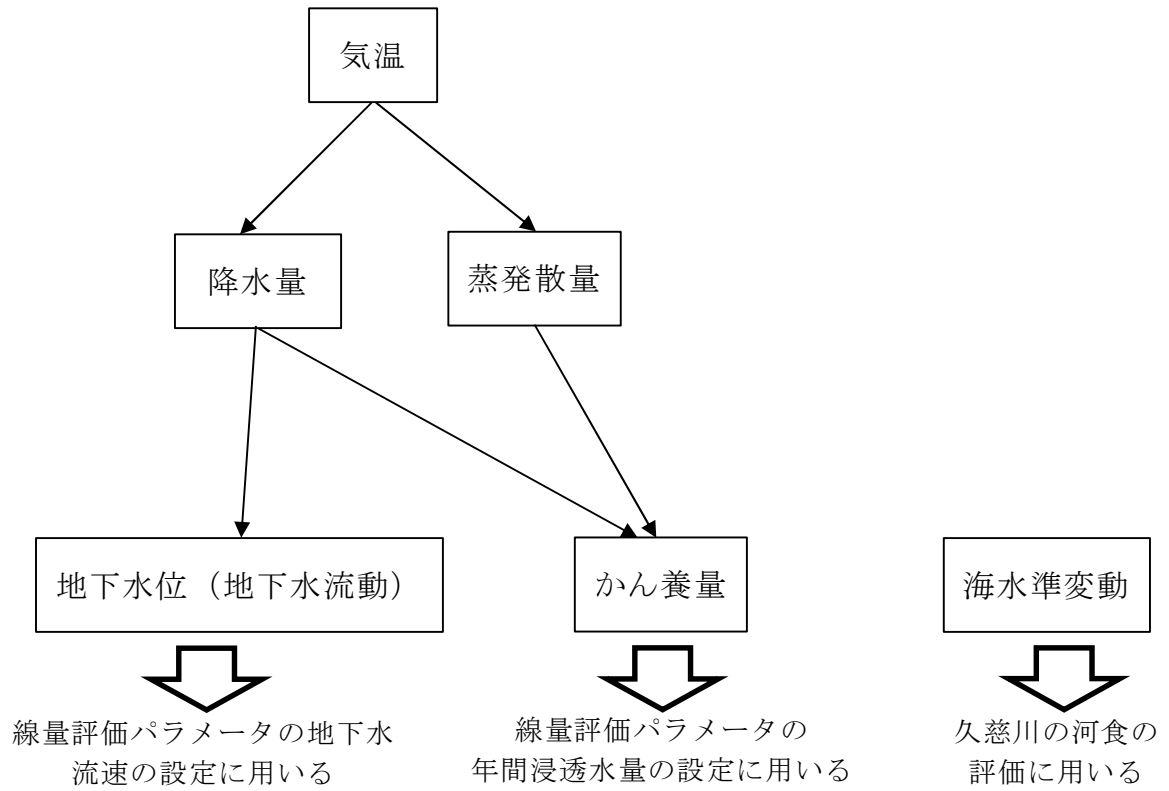 気温
降水量
蒸発散量
地下水位（地下水流動）
かん養量
海水準変動
線量評価パラメータの地下水
流速の設定に用いる
線量評価パラメータの
年間浸透水量の設定に用いる
久慈川の河食の
評価に用いる